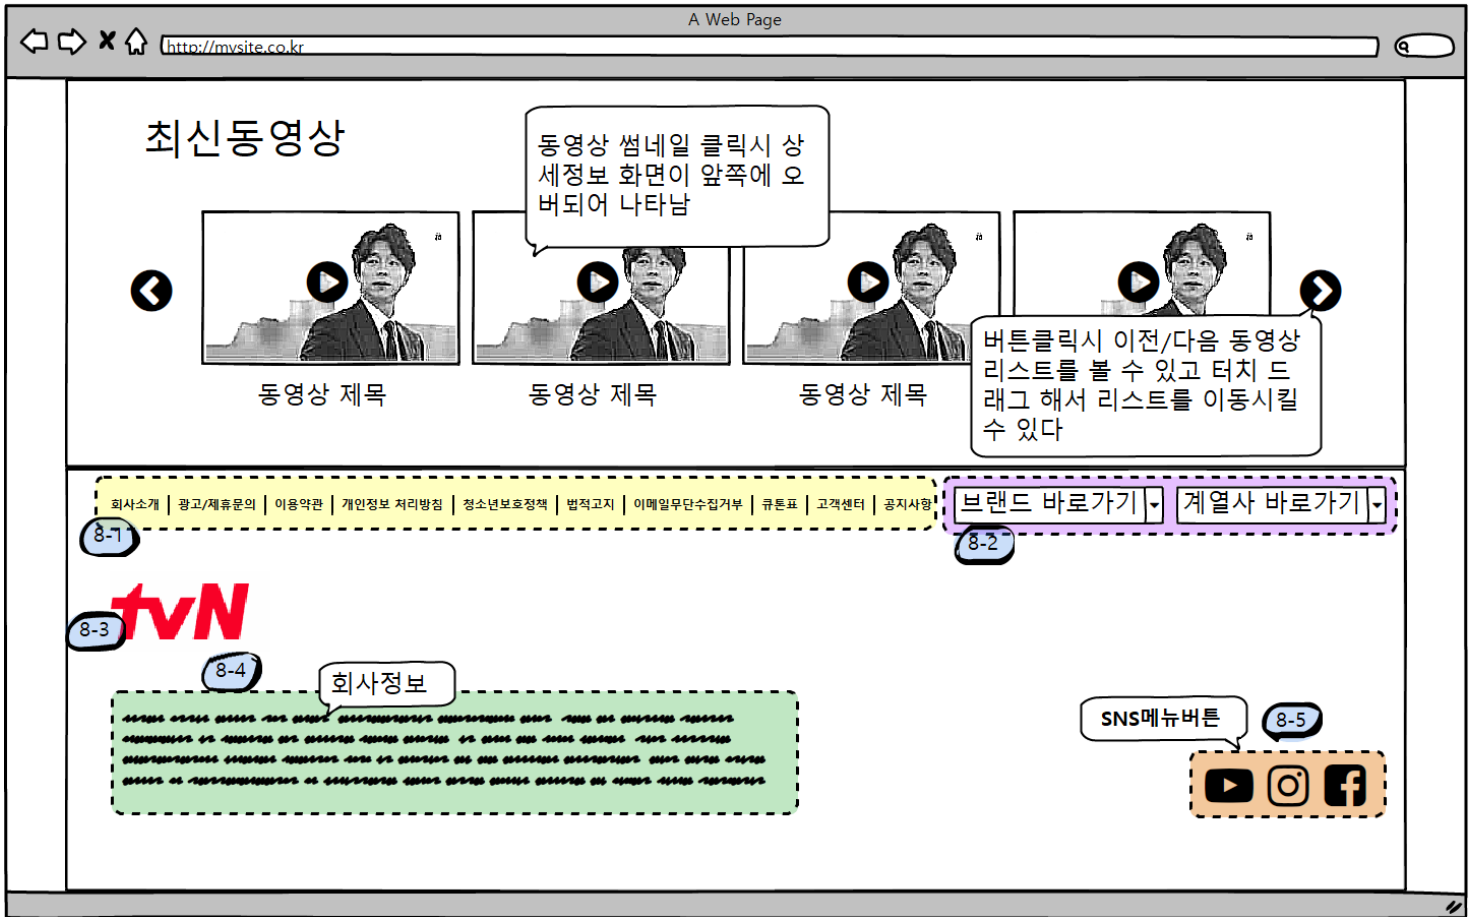 A Web Page
http://mysite.co.kr
최신동영상
동영상 썸네일 클릭시 상
세정보 화면이 앞쪽에 오
버되어 나타남
버튼클릭시 이전/다음 동영상
리스트를 볼 수 있고 터치 드
래그 해서 리스트를 이동시킬
수 있다
동영상 제목
동영상 제목
동영상 제목
회사소개 | 광고/제휴문의 | 이용약관 | 개인정보 처리방침 | 청소년보호정책 | 법적고지 | 이메일무단수집거부 | 큐톤표 | 고객센터 | 공지사항
브랜드 바로가기
계열사 바로가기
8-1
8-2
tvN
8-3
8-4
회사정보
SNS메뉴버튼
8-5